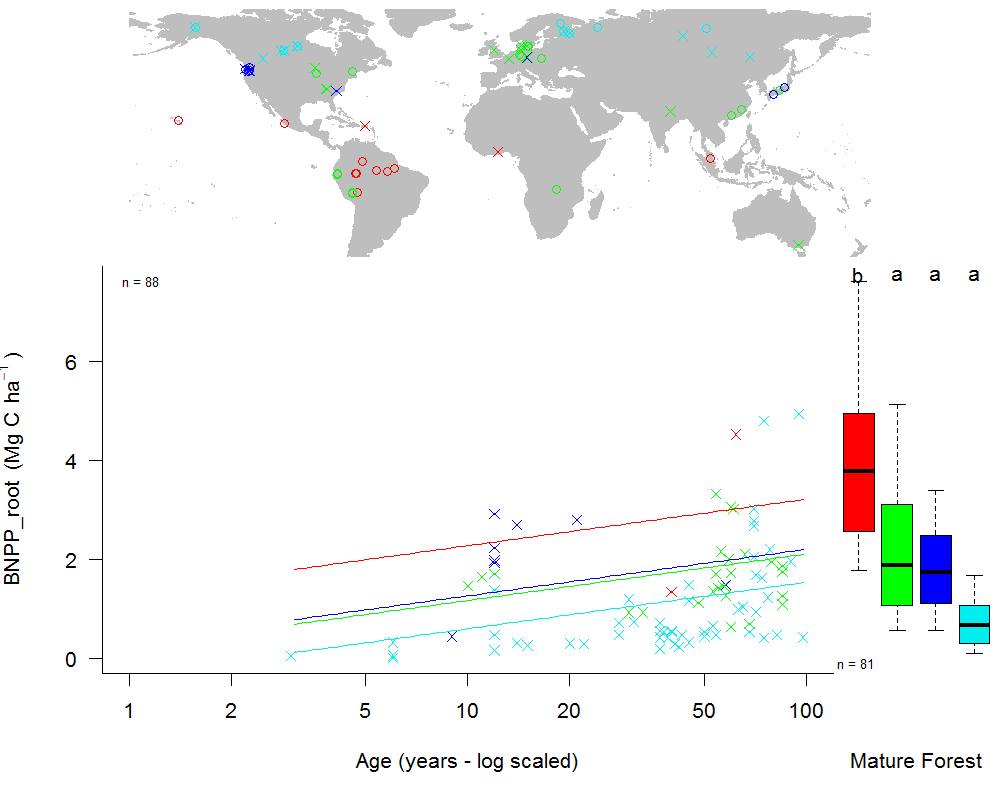 n = 88
b a a a
BNPP_root (Mg C ha⁻¹)
6
4
2
0
n = 81
1 2 5 10 20 50 100
Age (years - log scaled)
Mature Forest